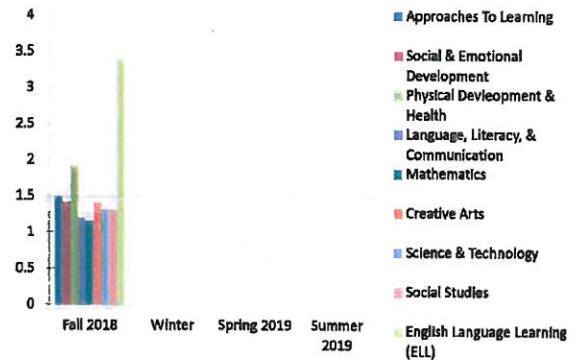 4
3.5
3
2.5
2
1.5
1
0.5
0
Fall 2018
Winter
Spring 2019
Summer
2019
Approaches To Learning
Social & Emotional
Development
Physical Devleopment &
Health
Language, Literacy, &
Communication
Mathematics
Creative Arts
Science & Technology
Social Studies
English Language Learning
(ELL)